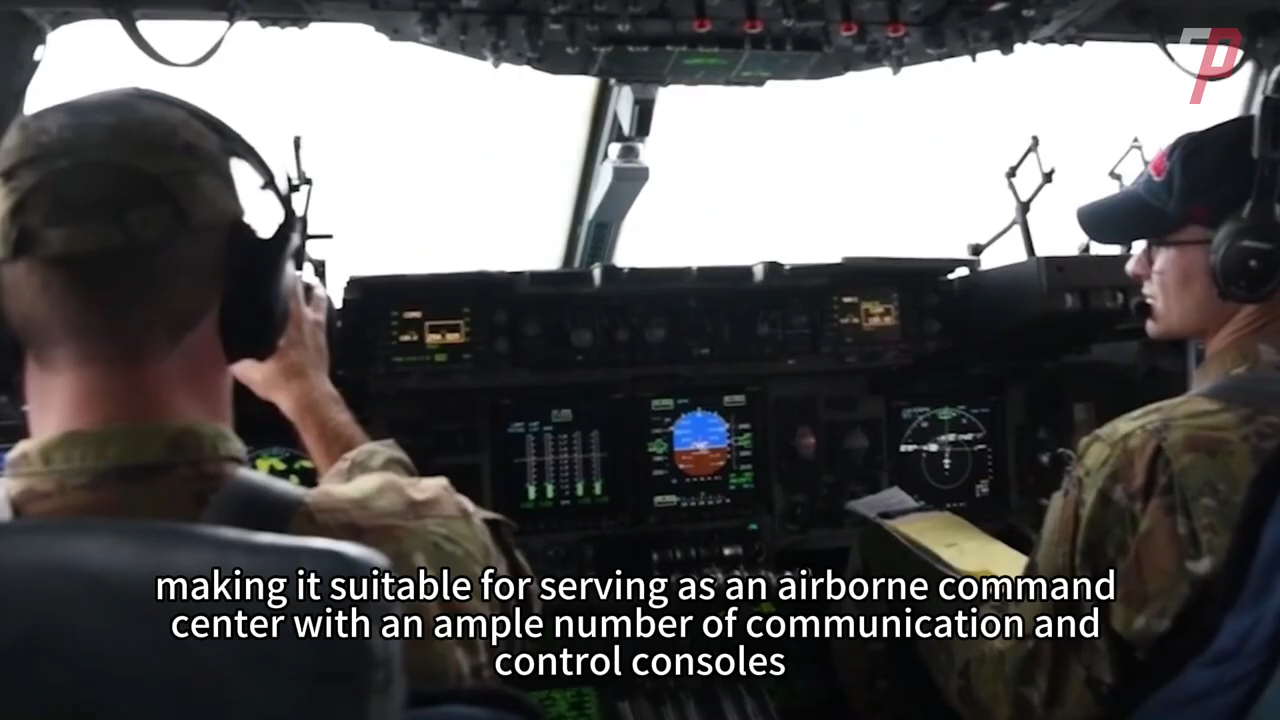 making it suitable for serving as an airborne command
center with an ample number of communication and
control consoles